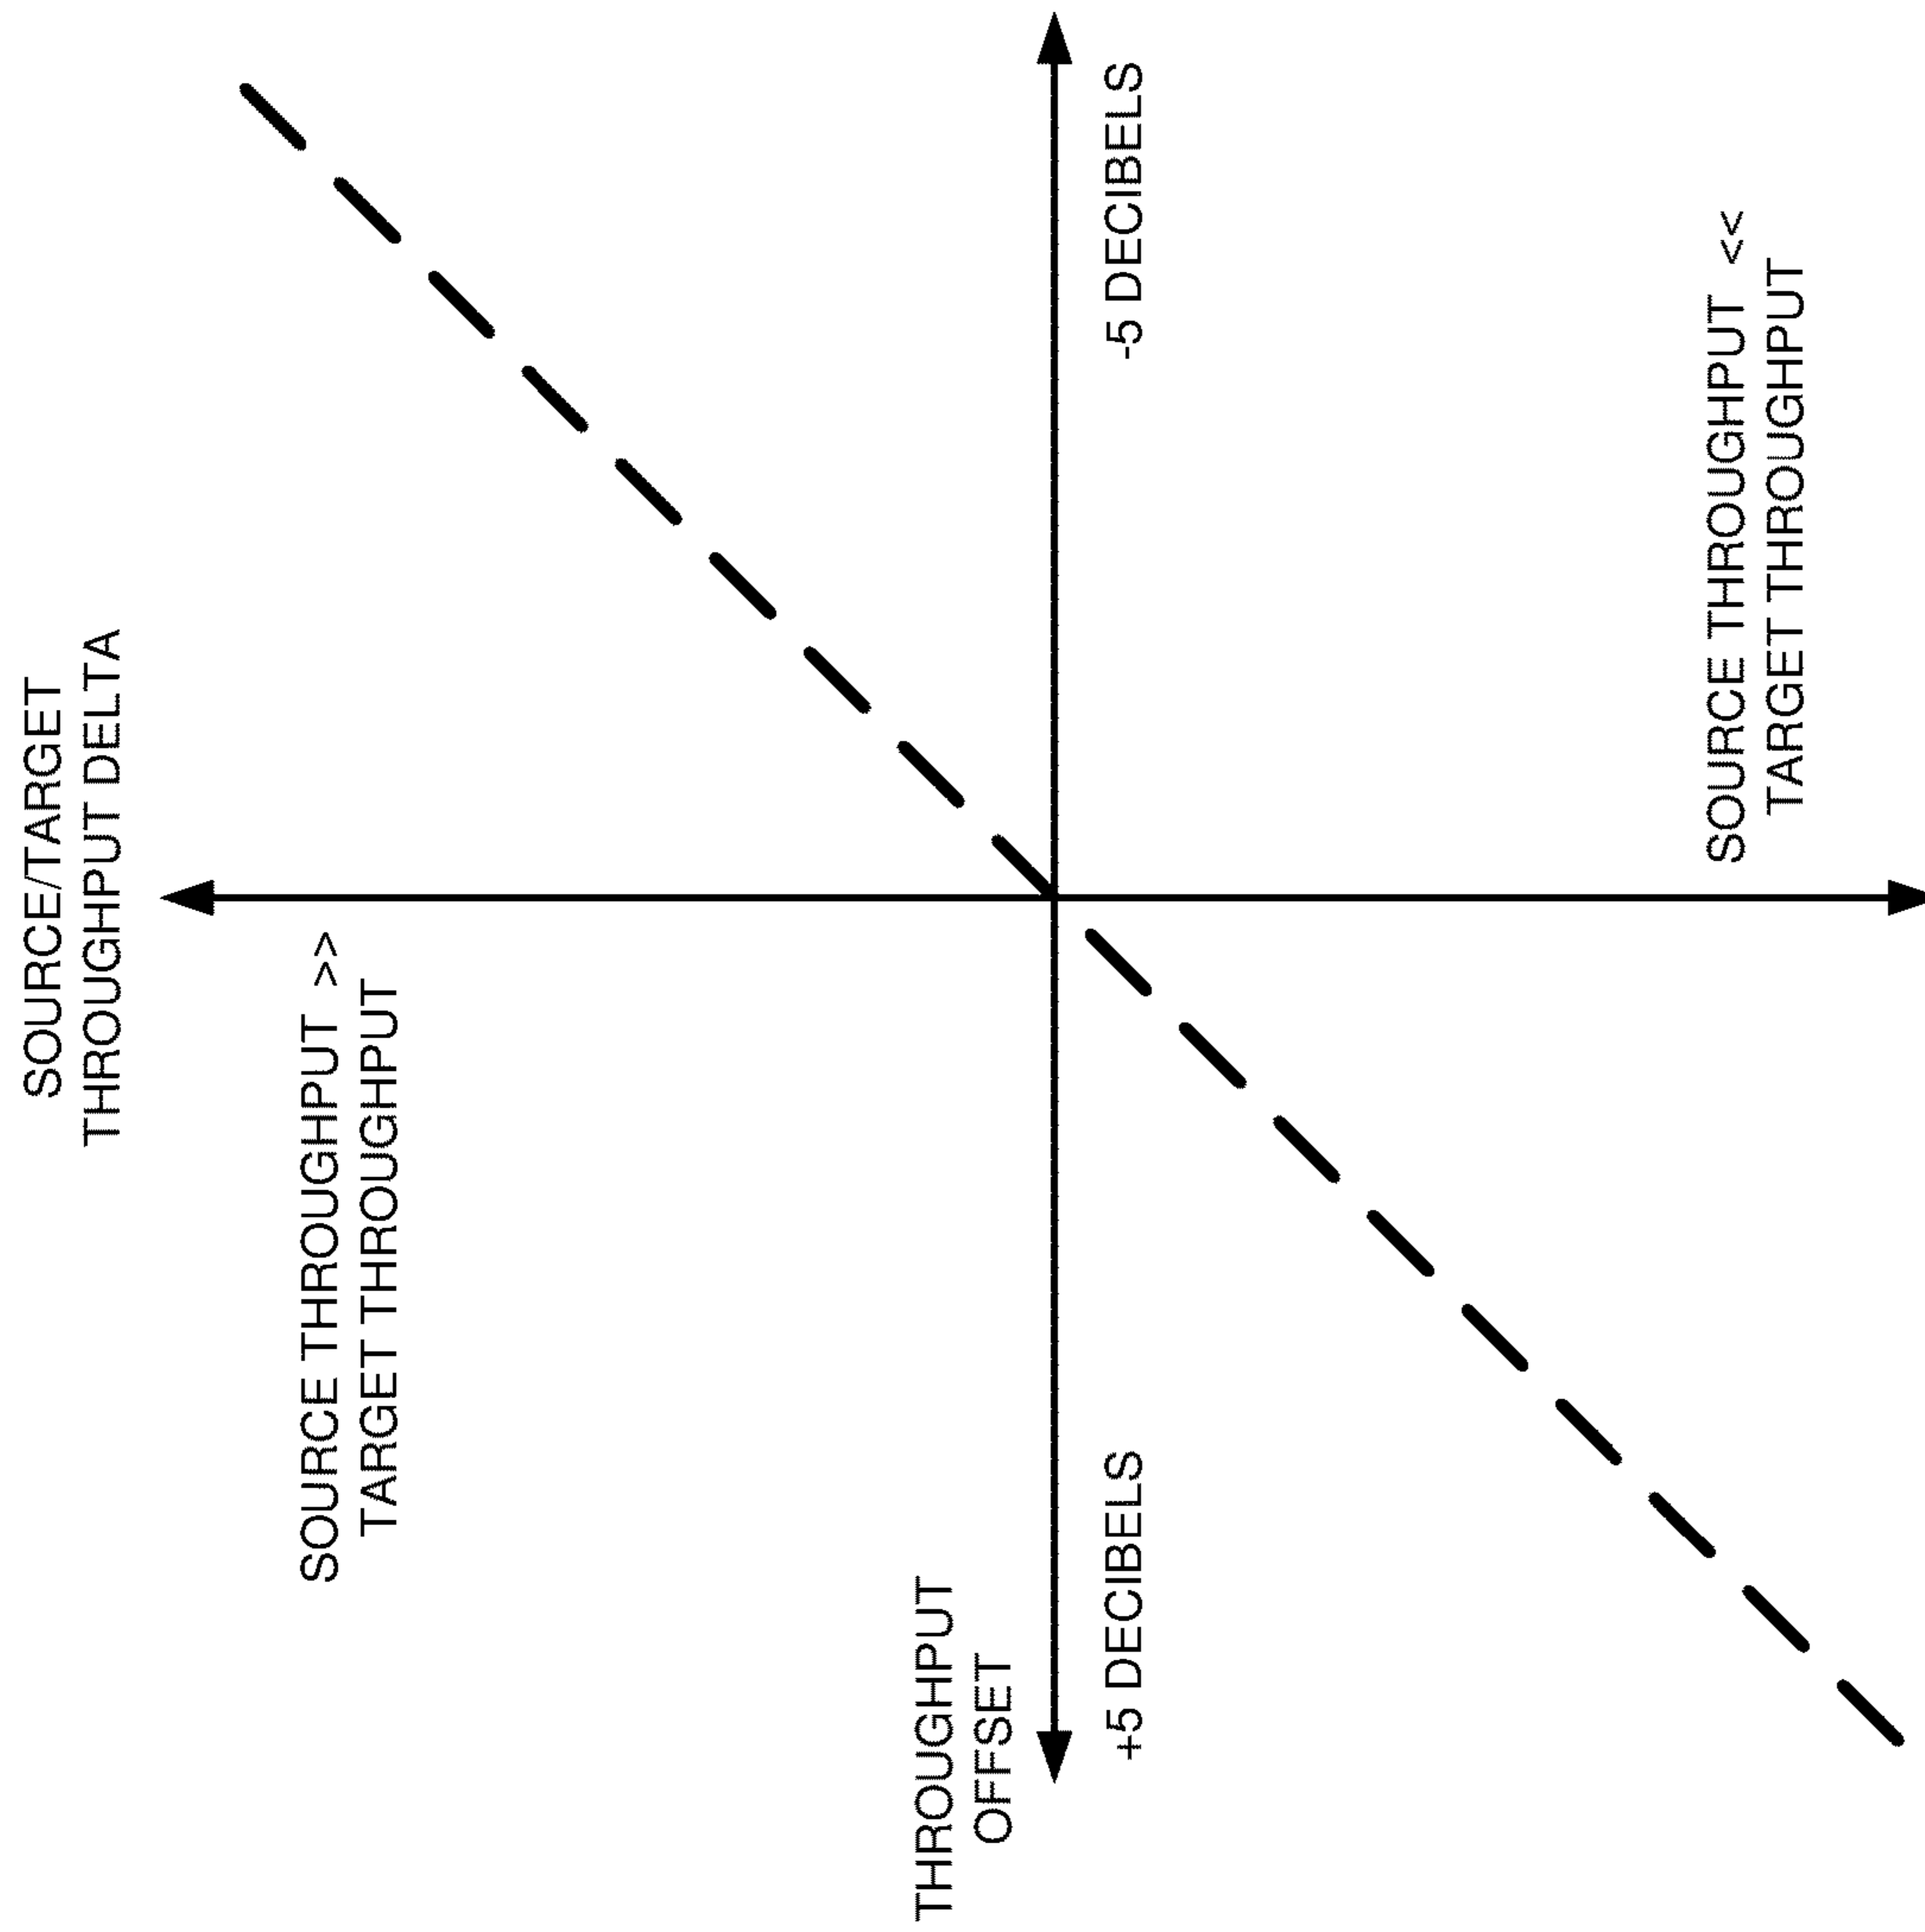 SOURCE/TARGET
THROUGHPUT DELTA
SOURCE THROUGHPUT >>
TARGET THROUGHPUT
THROUGHPUT
OFFSET
+5 DECIBELS
-5 DECIBELS
SOURCE THROUGHPUT <<
TARGET THROUGHPUT